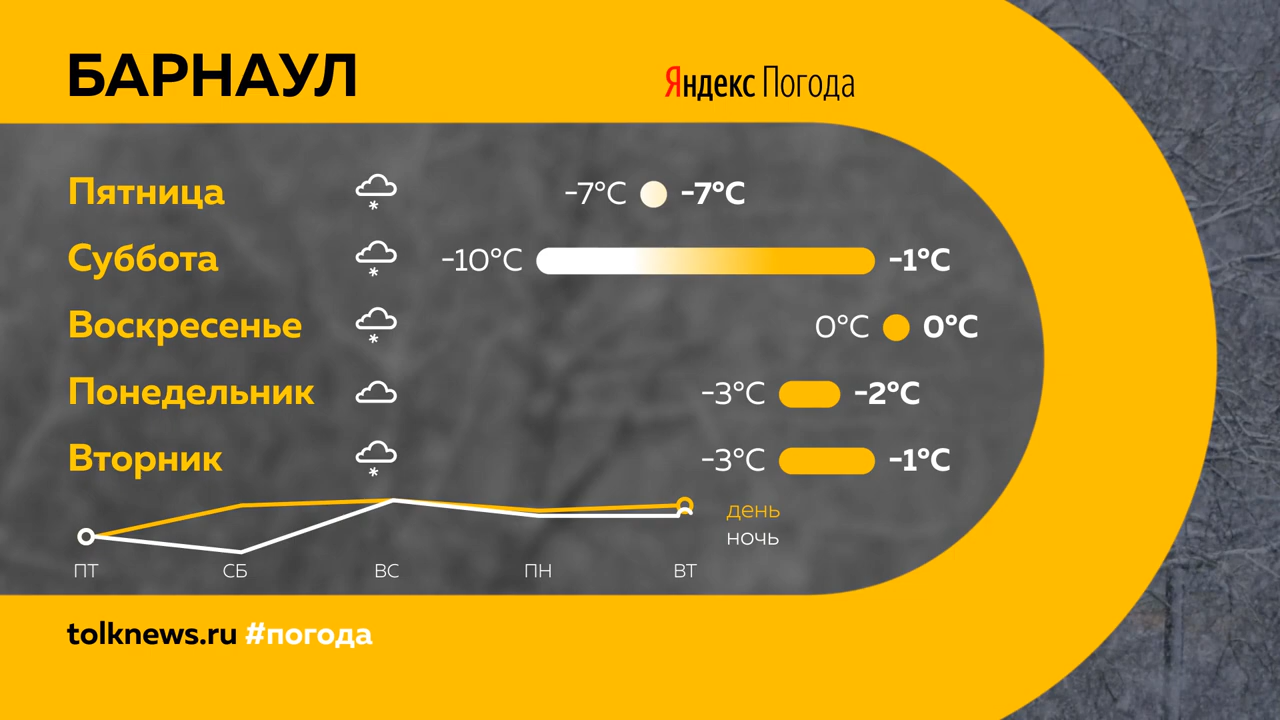 БАРНАУЛ
Яндекс Погода
Пятница -7°C -7°C
Суббота -10°C -1°C
Воскресенье 0°C 0°C
Понедельник -3°C -2°C
Вторник -3°C -1°C
день
ночь
ПТ СБ ВС ПН ВТ
tolknews.ru #погода